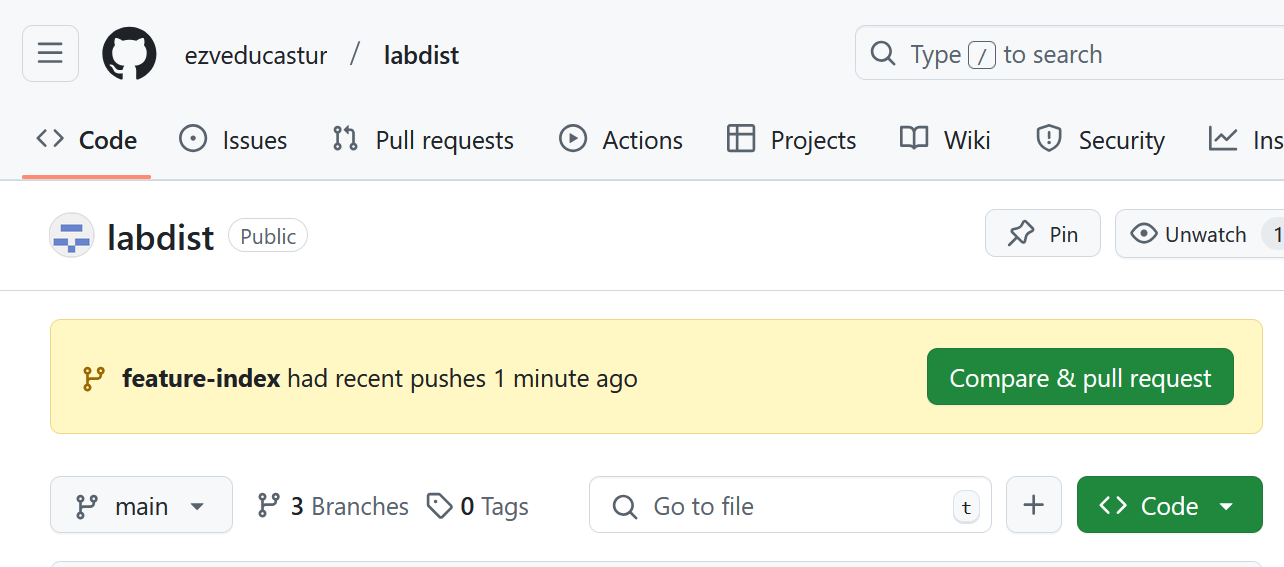 ezveducastur / labdist
Type / to search
Code Issues Pull requests Actions Projects Wiki Security Ins
labdist Public
Pin
Unwatch 1
feature-index had recent pushes 1 minute ago
Compare & pull request
main
3 Branches 0 Tags
Go to file t
Code